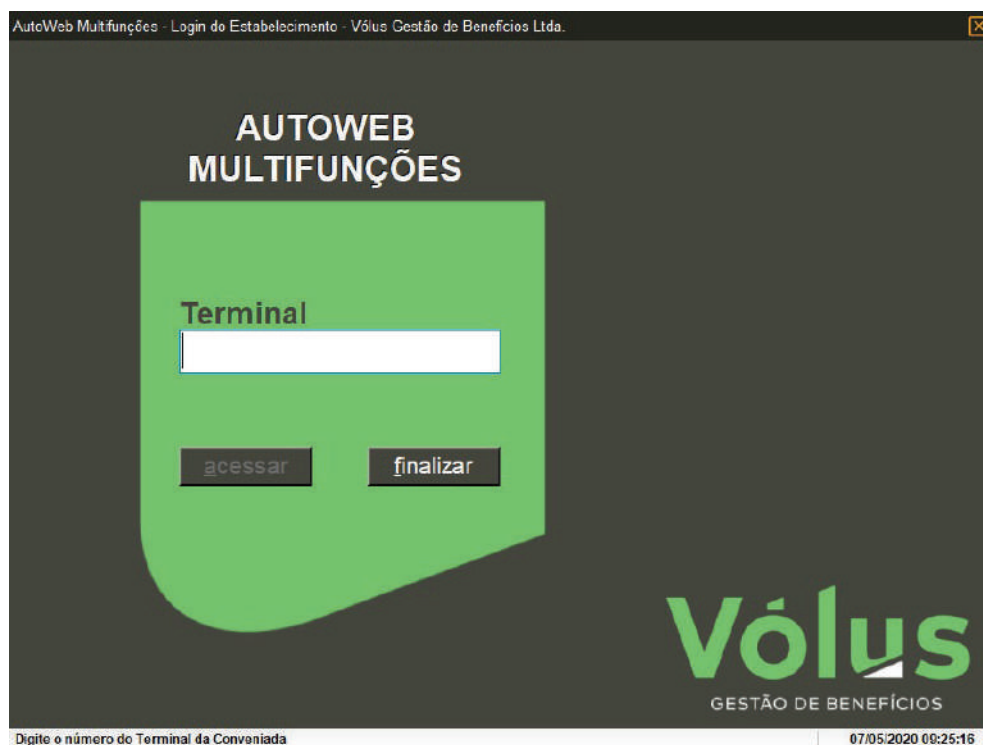 AutoWeb Multifunções - Login do Estabelecimento - Vólus Gestão de Benefícios Ltda.
AUTOWEB
MULTIFUNÇÕES
Terminal
acessar
finalizar
Vólus
GESTÃO DE BENEFÍCIOS
Digite o número do Terminal da Conveniada
07/05/2020 09:25:16